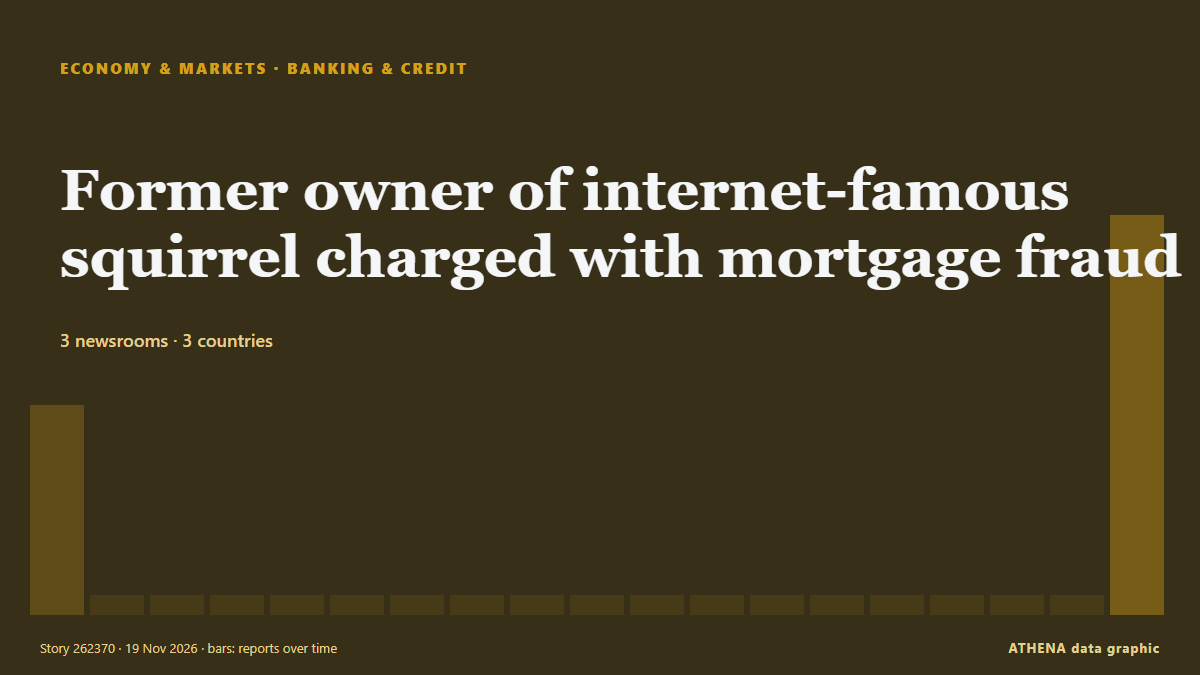 ECONOMY & MARKETS · BANKING & CREDIT
Former owner of internet-famous
squirrel charged with mortgage fraud
3 newsrooms · 3 countries
Story 262370 · 19 Nov 2026 · bars: reports over time
ATHENA data graphic